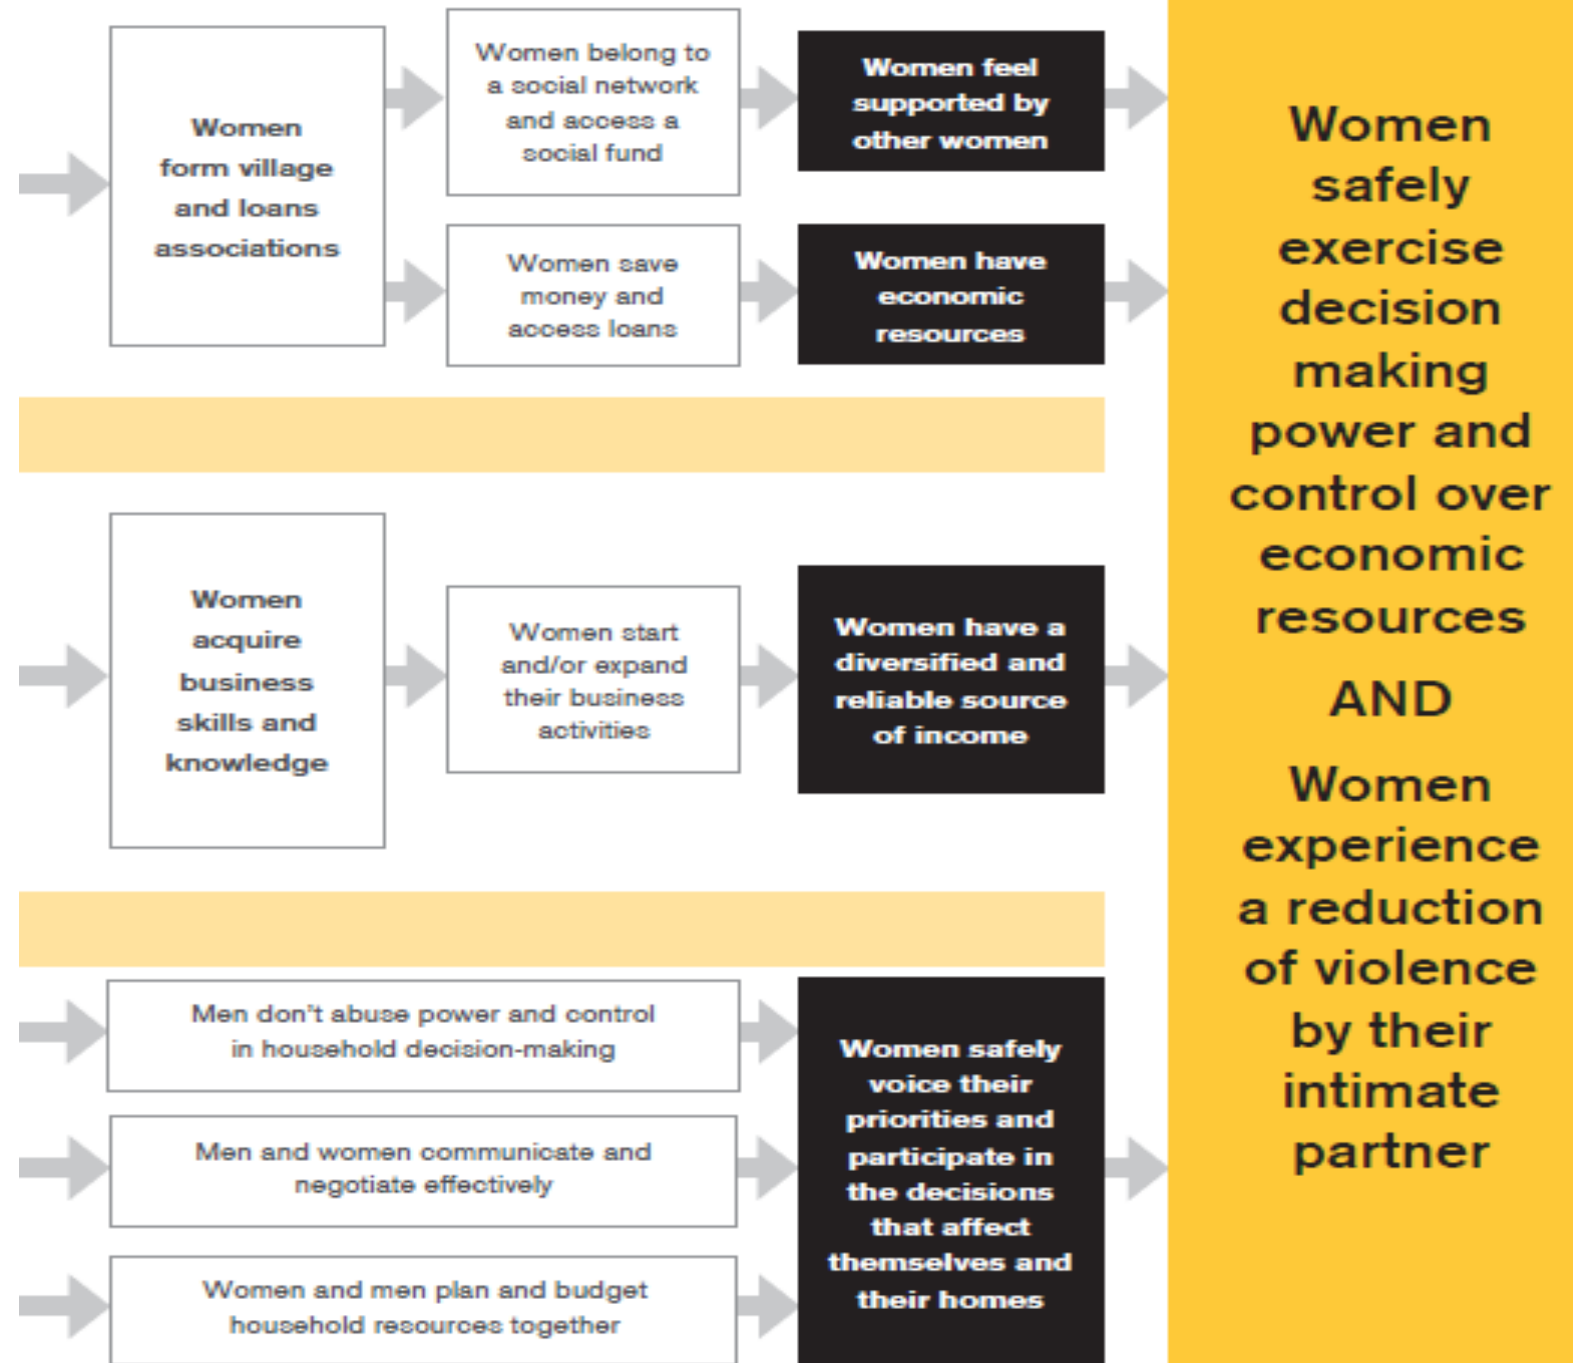 Women
form village
and loans
associations
Women belong to
a social network
and access a
social fund
Women feel
supported by
other women
Women save
money and
access loans
Women have
economic
resources
Women
acquire
business
skills and
knowledge
Women start
and/or expand
their business
activities
Women have a
diversified and
reliable source
of income
Men don't abuse power and control
in household decision-making
Men and women communicate and
negotiate effectively
Women and men plan and budget
household resources together
Women safely
voice their
priorities and
participate in
the decisions
that affect
themselves and
their homes
Women
safely
exercise
decision
making
power and
control over
economic
resources
AND
Women
experience
a reduction
of violence
by their
intimate
partner